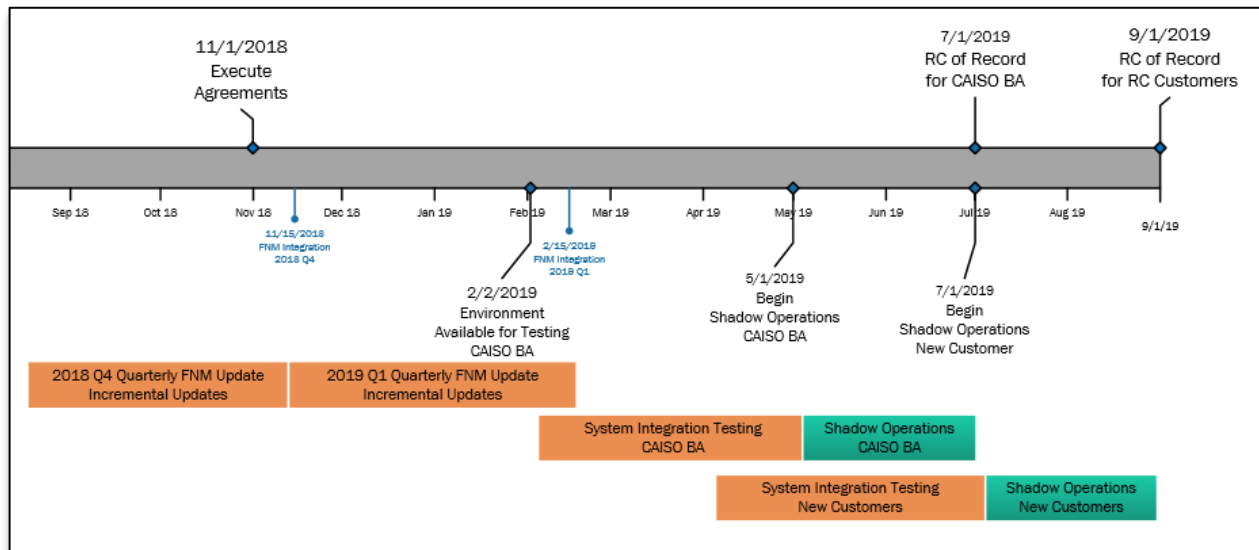 11/1/2018
Execute
Agreements
7/1/2019
RC of Record
for CAISO BA
9/1/2019
RC of Record
for RC Customers
Sep 18
Oct 18
Nov 18
Dec 18
Jan 19
Feb 19
Mar 19
Apr 19
May 19
Jun 19
Jul 19
Aug 19
9/1/19
11/15/2018
FNM Integration
2018 Q4
2/15/2019
FNM Integration
2019 Q1
2/2/2019
Environment
Available for Testing
CAISO BA
5/1/2019
Begin
Shadow Operations
CAISO BA
7/1/2019
Begin
Shadow Operations
New Customer
2018 Q4 Quarterly FNM Update
Incremental Updates
2019 Q1 Quarterly FNM Update
Incremental Updates
System Integration Testing
CAISO BA
Shadow Operations
CAISO BA
System Integration Testing
New Customers
Shadow Operations
New Customers